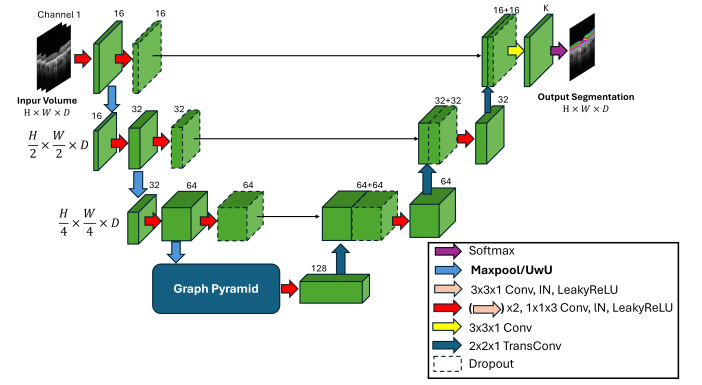 Channel 1
16
16
16+16
K
Input Volume
H × W × D
Output Segmentation
H × W × D
16
32
32
32+32
32
H/2 × W/2 × D
32
64
64
64+64
64
H/4 × W/4 × D
Graph Pyramid
128
Softmax
Maxpool/UwU
3x3x1 Conv, IN, LeakyReLU
( ) x2, 1x1x3 Conv, IN, LeakyReLU
3x3x1 Conv
2x2x1 TransConv
Dropout